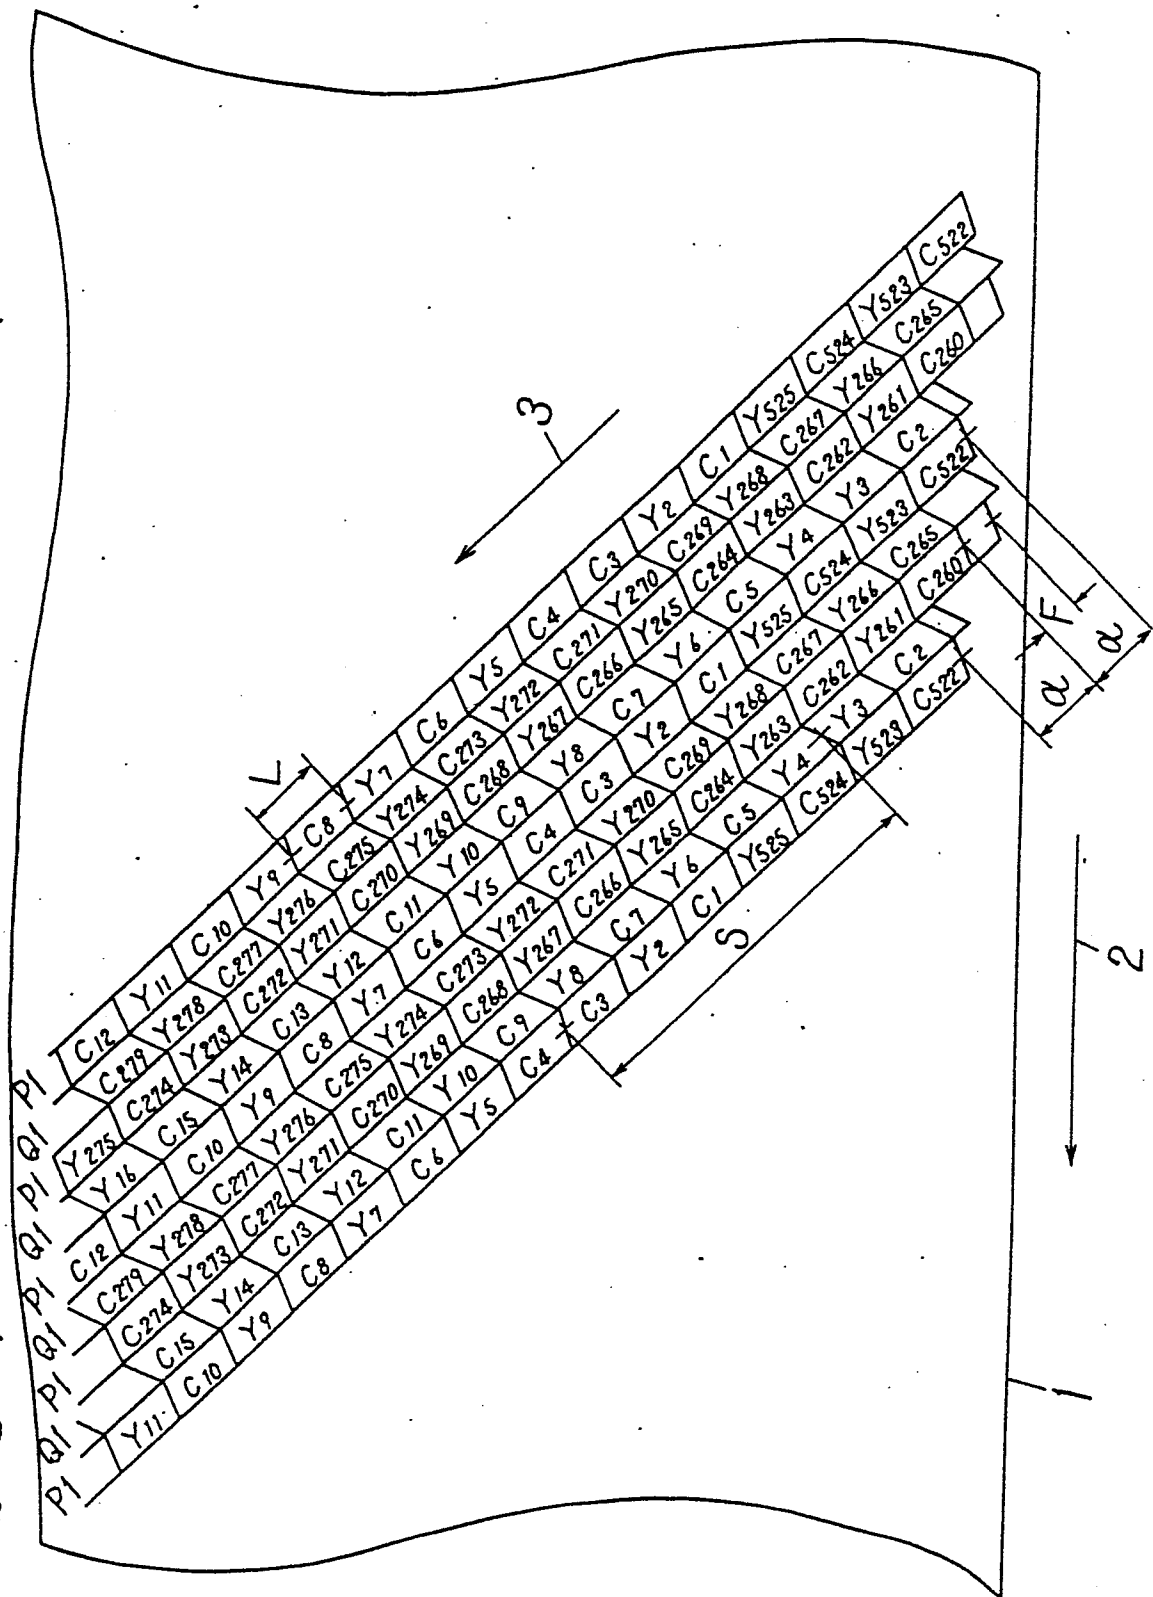 P1 C12 Y11 C10 Y9 C8 Y7 C6 Y5 C4 C3 Y2 C1 Y525 C524 Y523 C522
Q1 C279 Y278 C277 Y276 C275 Y274 C273 Y272 C271 Y270 C269 Y268 C267 Y266 C265
P1 Y275 C274 Y273 C272 Y271 C270 Y269 C268 Y267 C266 Y265 C264 Y263 C262 Y261 C260
Q1 Y16 C15 Y14 C13 Y12 C11 Y10 C9 Y8 C7 Y6 C5 Y4 Y3 C2
P1 C12 Y11 C10 Y9 C8 Y7 C6 Y5 C4 C3 Y2 C1 Y525 C524 Y523 C522
Q1 C279 Y278 C277 Y276 C275 Y274 C273 Y272 C271 Y270 C269 Y268 C267 Y266 C265
P1 C274 Y273 C272 Y271 C270 Y269 C268 Y267 C266 Y265 C264 Y263 C262 Y261 C260
Q1 C15 Y14 C13 Y12 C11 Y10 C9 Y8 C7 Y6 C5 Y4 Y3 C2
P1 Y11 C10 Y9 C8 Y7 C6 Y5 C4 C3 Y2 C1 Y525 C524 Y523 C522
L
3
S
F
α
α
2
1